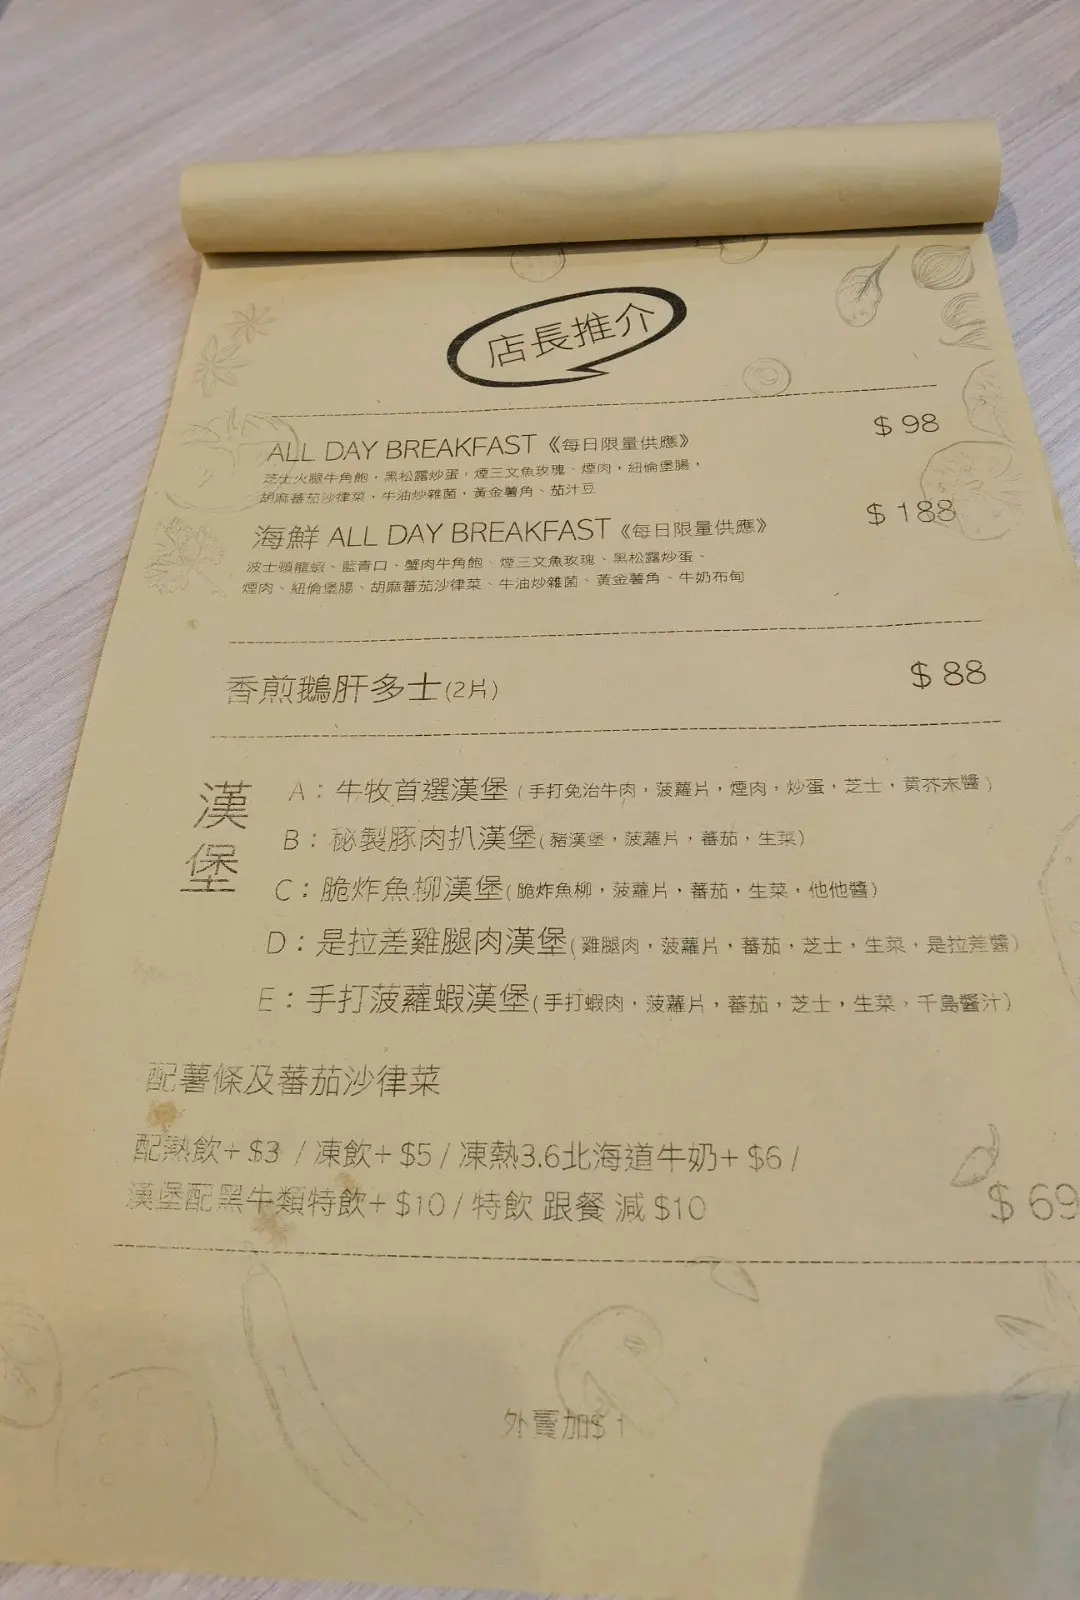 店長推介
ALL DAY BREAKFAST《每日限量供應》 $98
芝士火腿牛角飽，黑松露炒蛋，煙三文魚玫瑰、煙肉，紐倫堡腸，
胡麻蕃茄沙律菜，牛油炒雜菌，黃金薯角、茄汁豆
海鮮 ALL DAY BREAKFAST《每日限量供應》 $188
波士頓龍蝦、藍青口、蟹肉牛角飽、煙三文魚玫瑰、黑松露炒蛋、
煙肉、紐倫堡腸、胡麻蕃茄沙律菜、牛油炒雜菌、黃金薯角、牛奶布甸
香煎鵝肝多士(2片) $88
漢堡
A：牛牧首選漢堡（手打免治牛肉，菠蘿片，煙肉，炒蛋，芝士，黃芥末醬）
B：秘製豚肉扒漢堡(豬漢堡，菠蘿片，蕃茄，生菜)
C：脆炸魚柳漢堡(脆炸魚柳，菠蘿片，蕃茄，生菜，他他醬)
D：是拉差雞腿肉漢堡(雞腿肉，菠蘿片，蕃茄，芝士，生菜，是拉差醬)
E：手打菠蘿蝦漢堡(手打蝦肉，菠蘿片，蕃茄，芝士，生菜，千島醬汁)
配薯條及蕃茄沙律菜
配熱飲+ $3 / 凍飲+ $5 / 凍熱3.6北海道牛奶+ $6 /
漢堡配黑牛類特飲+ $10 / 特飲 跟餐 減 $10 $69
外賣加$1